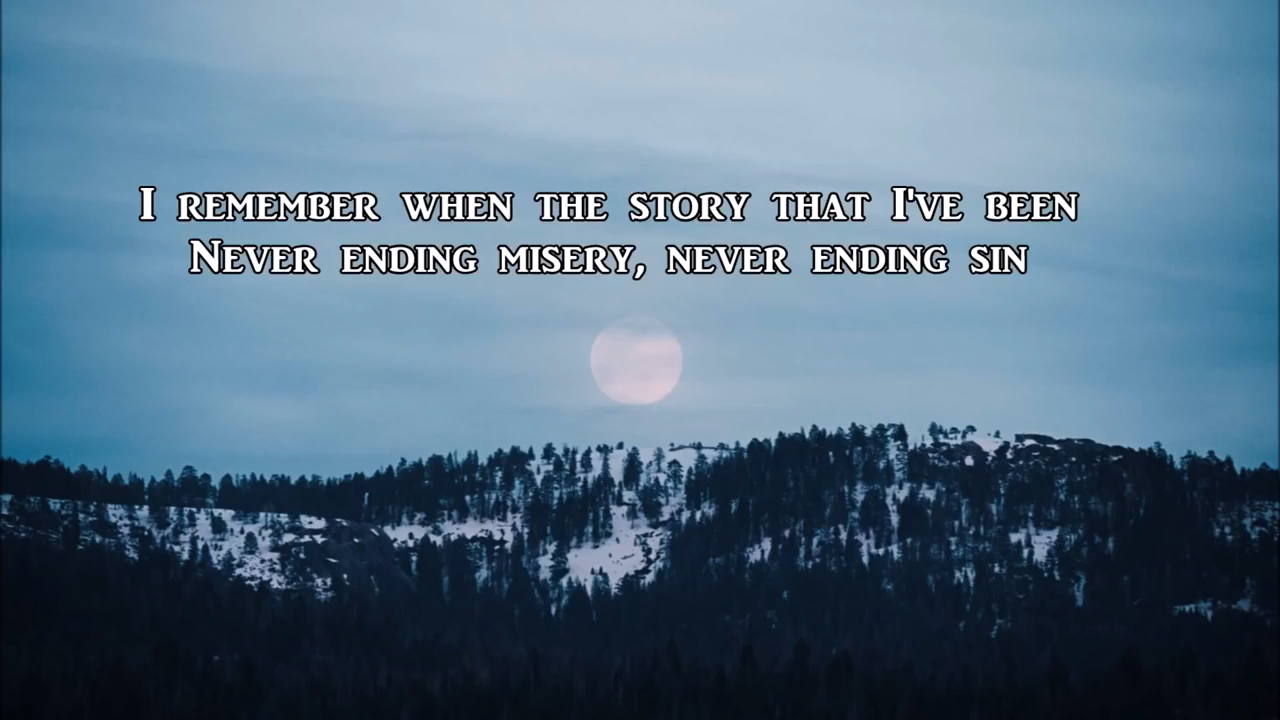 I remember when the story that I've been
Never ending misery, never ending sin